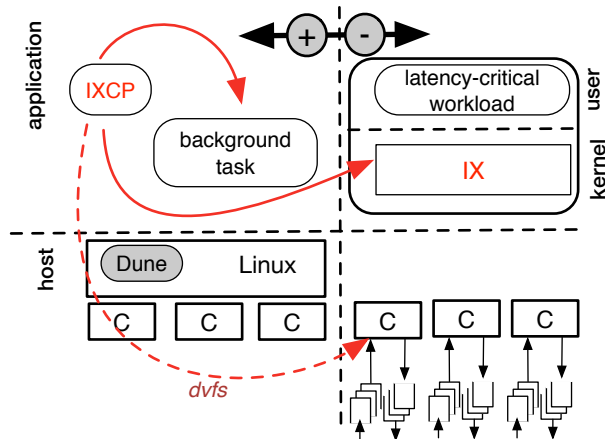 + -
application
IXCP
background
task
latency-critical
workload
user
IX
kernel
host
Dune
Linux
C C C C C C
dvfs